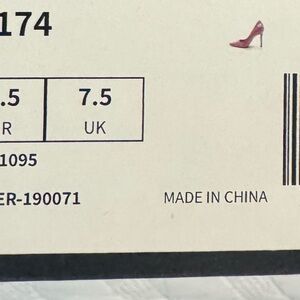 174
.5 7.5
R UK
1095
ER-190071
MADE IN CHINA